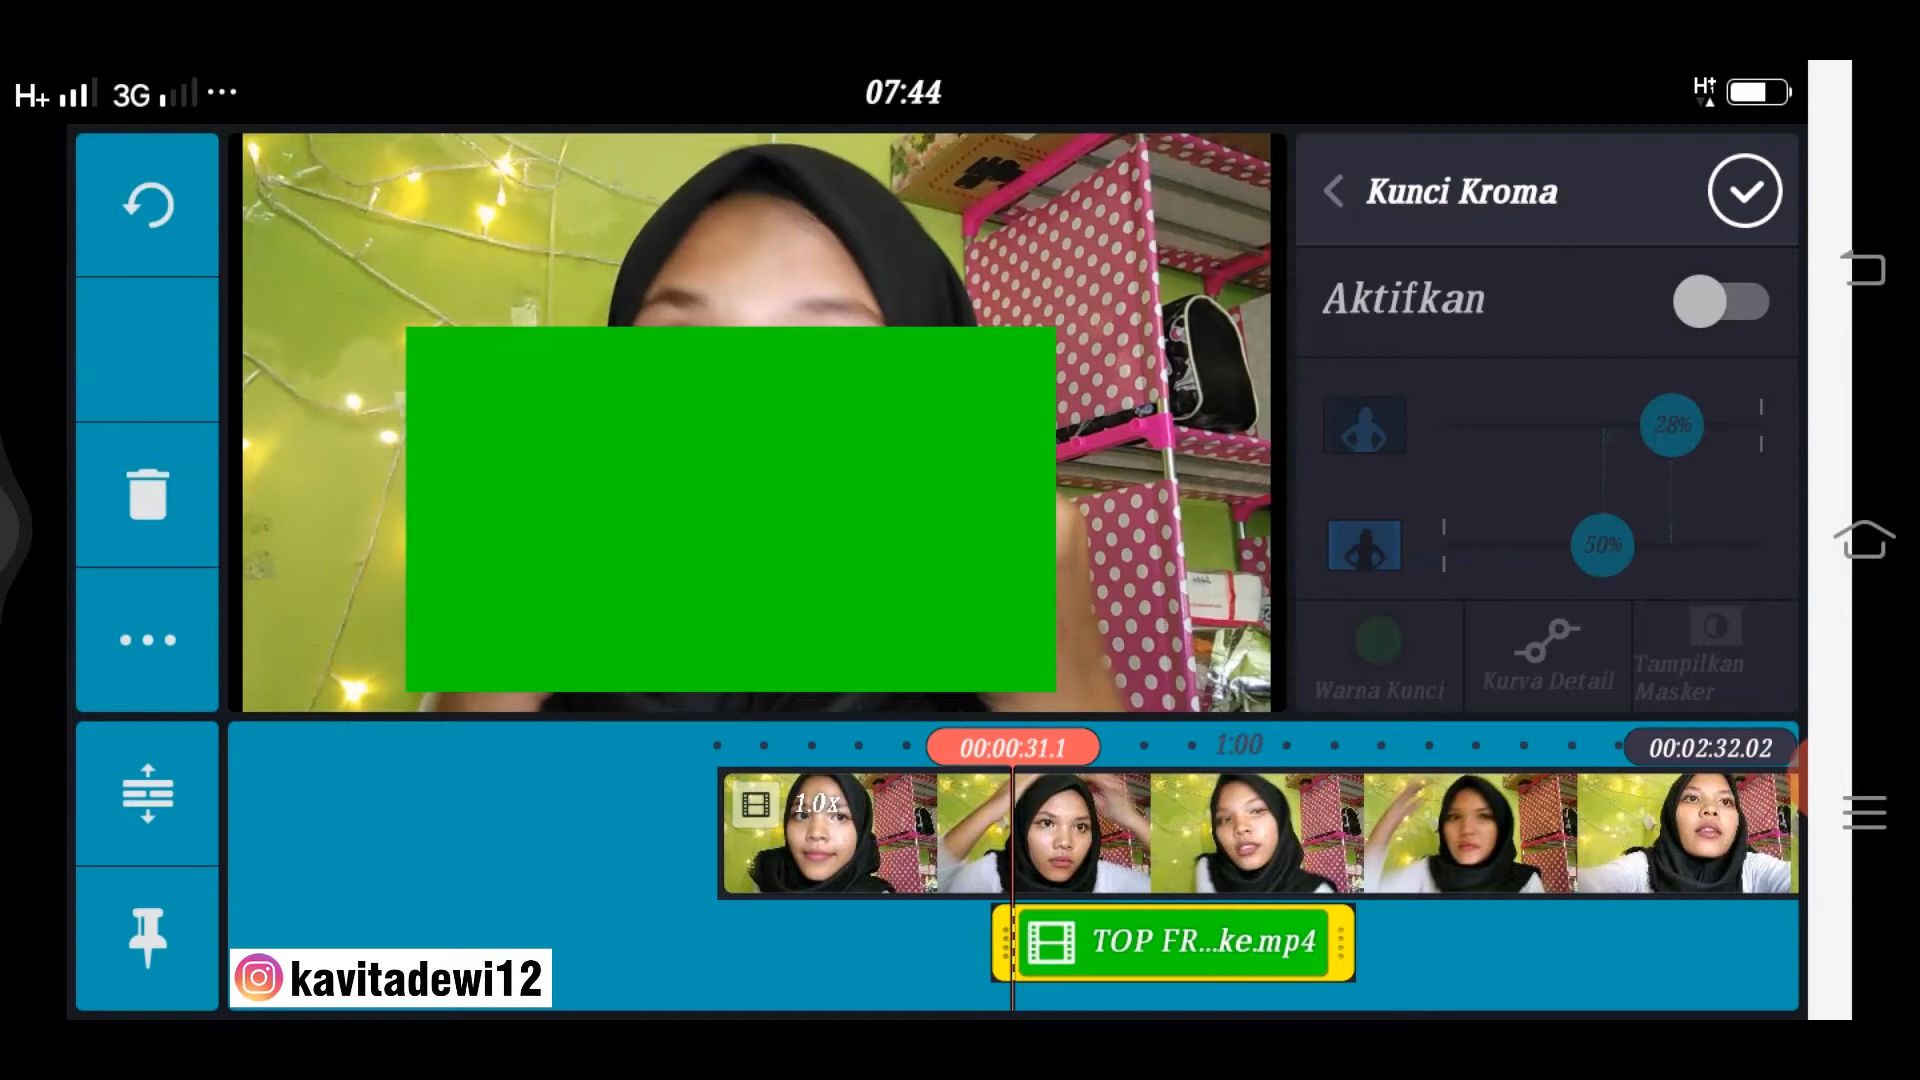 H+ 3G ...
07:44
Kunci Kroma
Aktifkan
28%
50%
Warna Kunci
Kurva Detail
Tampilkan
Masker
00:00:31.1
1:00
00:02:32.02
1.0x
TOP FR...ke.mp4
kavitadewi12